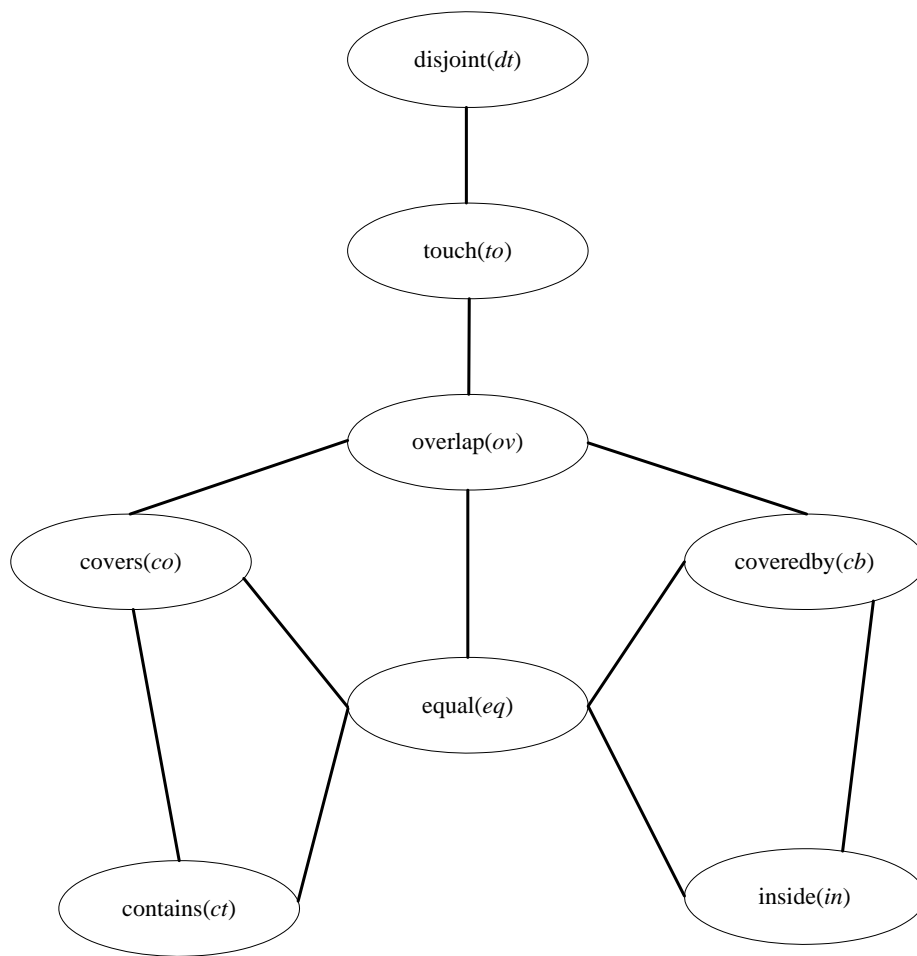 disjoint(dt)
touch(to)
overlap(ov)
covers(co)
coveredby(cb)
equal(eq)
contains(ct)
inside(in)